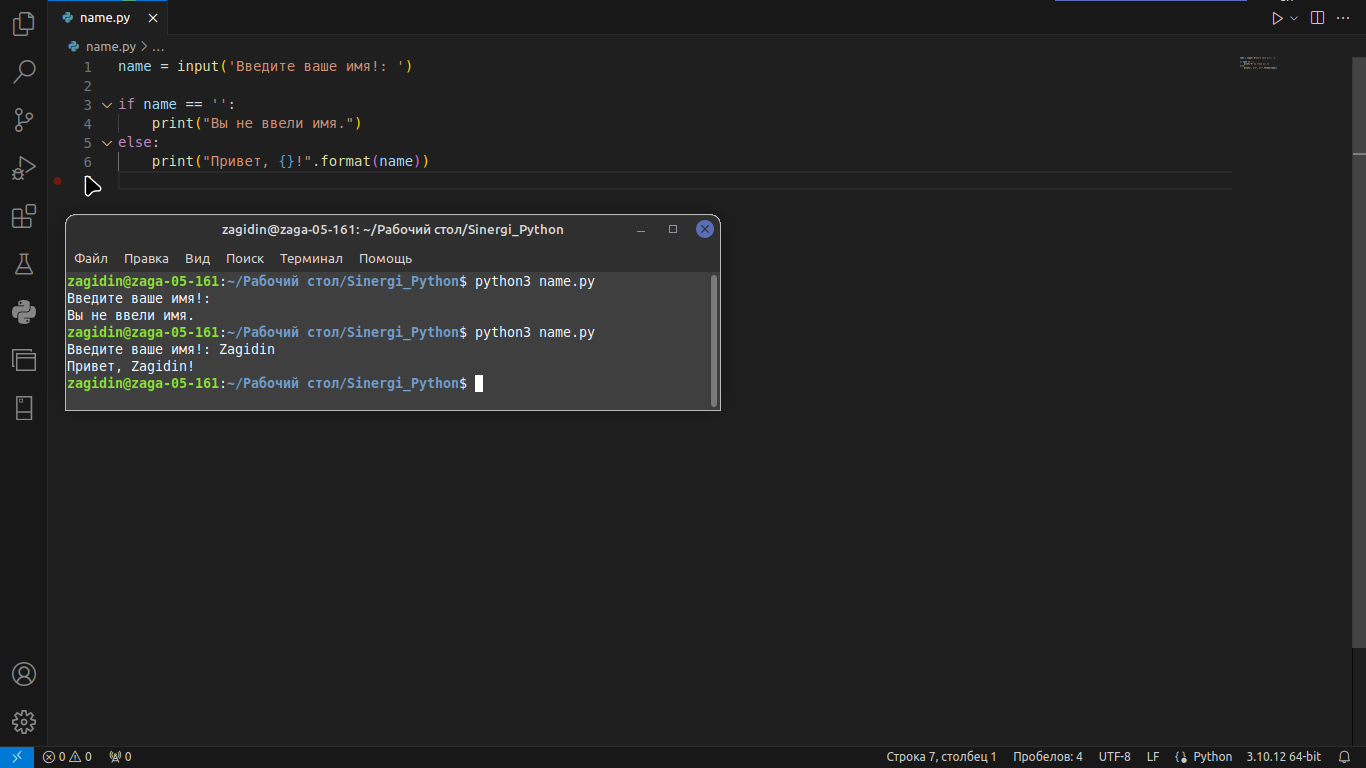 name.py
name.py > ...
1 name = input('Введите ваше имя!: ')
2
3 if name == '':
4 print("Вы не ввели имя.")
5 else:
6 print("Привет, {}!".format(name))
zagidin@zaga-05-161: ~/Рабочий стол/Sinergi_Python
Файл Правка Вид Поиск Терминал Помощь
zagidin@zaga-05-161:~/Рабочий стол/Sinergi_Python$ python3 name.py
Введите ваше имя!:
Вы не ввели имя.
zagidin@zaga-05-161:~/Рабочий стол/Sinergi_Python$ python3 name.py
Введите ваше имя!: Zagidin
Привет, Zagidin!
zagidin@zaga-05-161:~/Рабочий стол/Sinergi_Python$
0 0 0 Строка 7, столбец 1 Пробелов: 4 UTF-8 LF Python 3.10.12 64-bit